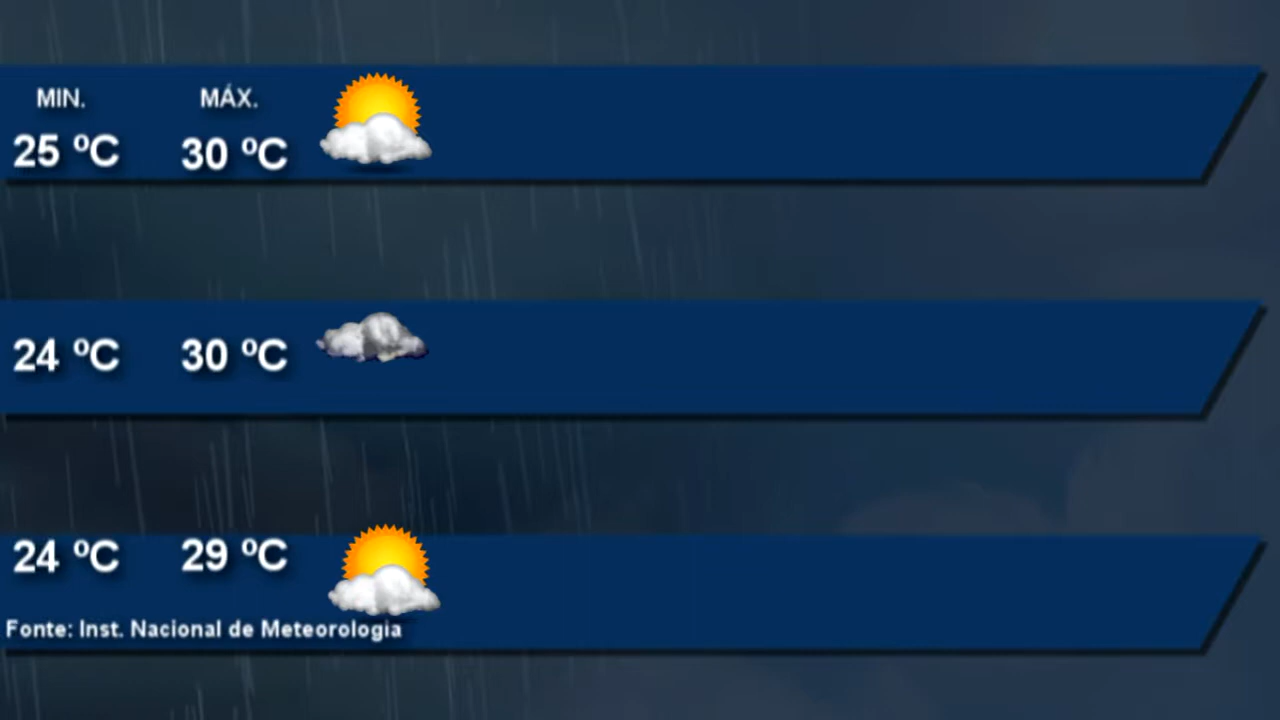 MIN. MÁX.
25 ºC 30 ºC
24 ºC 30 ºC
24 ºC 29 ºC
Fonte: Inst. Nacional de Meteorologia